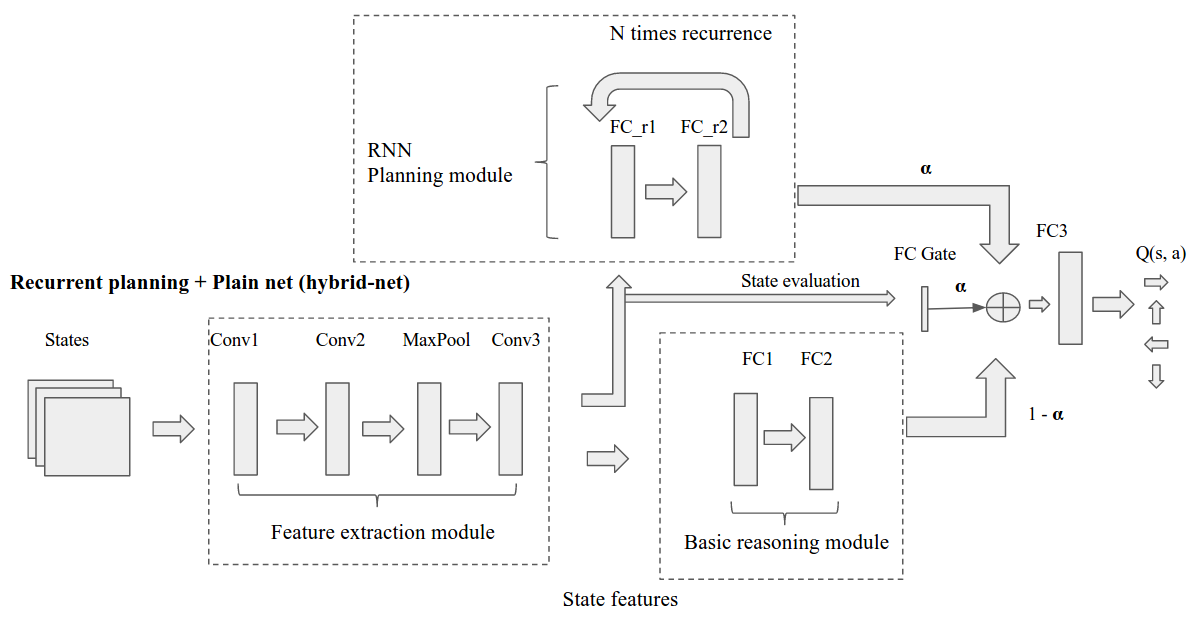 N times recurrence
FC_r1 FC_r2
RNN
Planning module
α
FC3
FC Gate
Q(s, a)
Recurrent planning + Plain net (hybrid-net)
State evaluation
α
States
Conv1 Conv2 MaxPool Conv3
FC1 FC2
1 - α
Feature extraction module
Basic reasoning module
State features